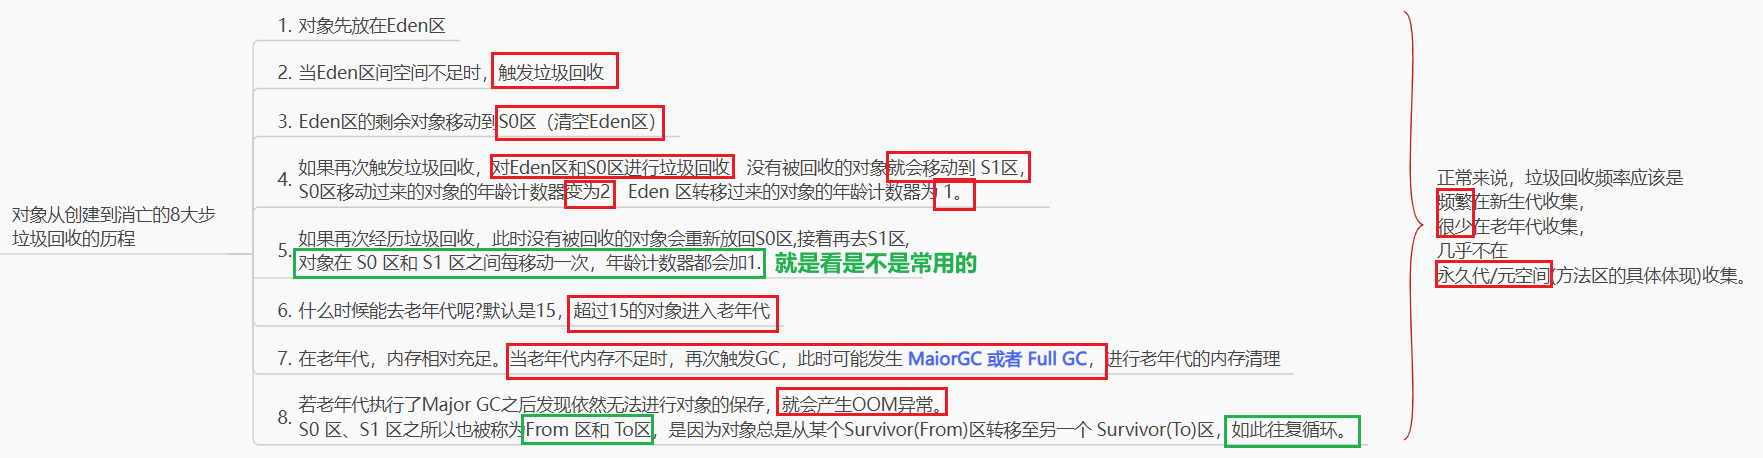 对象从创建到消亡的8大步
垃圾回收的历程
1. 对象先放在Eden区
2. 当Eden区间空间不足时，触发垃圾回收
3. Eden区的剩余对象移动到S0区（清空Eden区）
4. 如果再次触发垃圾回收，对Eden区和S0区进行垃圾回收 没有被回收的对象就会移动到 S1区，
S0区移动过来的对象的年龄计数器变为2 Eden 区转移过来的对象的年龄计数器为 1。
5. 如果再次经历垃圾回收，此时没有被回收的对象会重新放回S0区,接着再去S1区,
对象在 S0 区和 S1 区之间每移动一次，年龄计数器都会加1. 就是看是不是常用的
6. 什么时候能去老年代呢?默认是15，超过15的对象进入老年代
7. 在老年代，内存相对充足。当老年代内存不足时，再次触发GC，此时可能发生 MaiorGC 或者 Full GC，进行老年代的内存清理
8. 若老年代执行了Major GC之后发现依然无法进行对象的保存，就会产生OOM异常。
S0 区、S1 区之所以也被称为From 区和 To区，是因为对象总是从某个Survivor(From)区转移至另一个 Survivor(To)区，如此往复循环。
正常来说，垃圾回收频率应该是
频繁在新生代收集，
很少在老年代收集，
几乎不在
永久代/元空间(方法区的具体体现)收集。